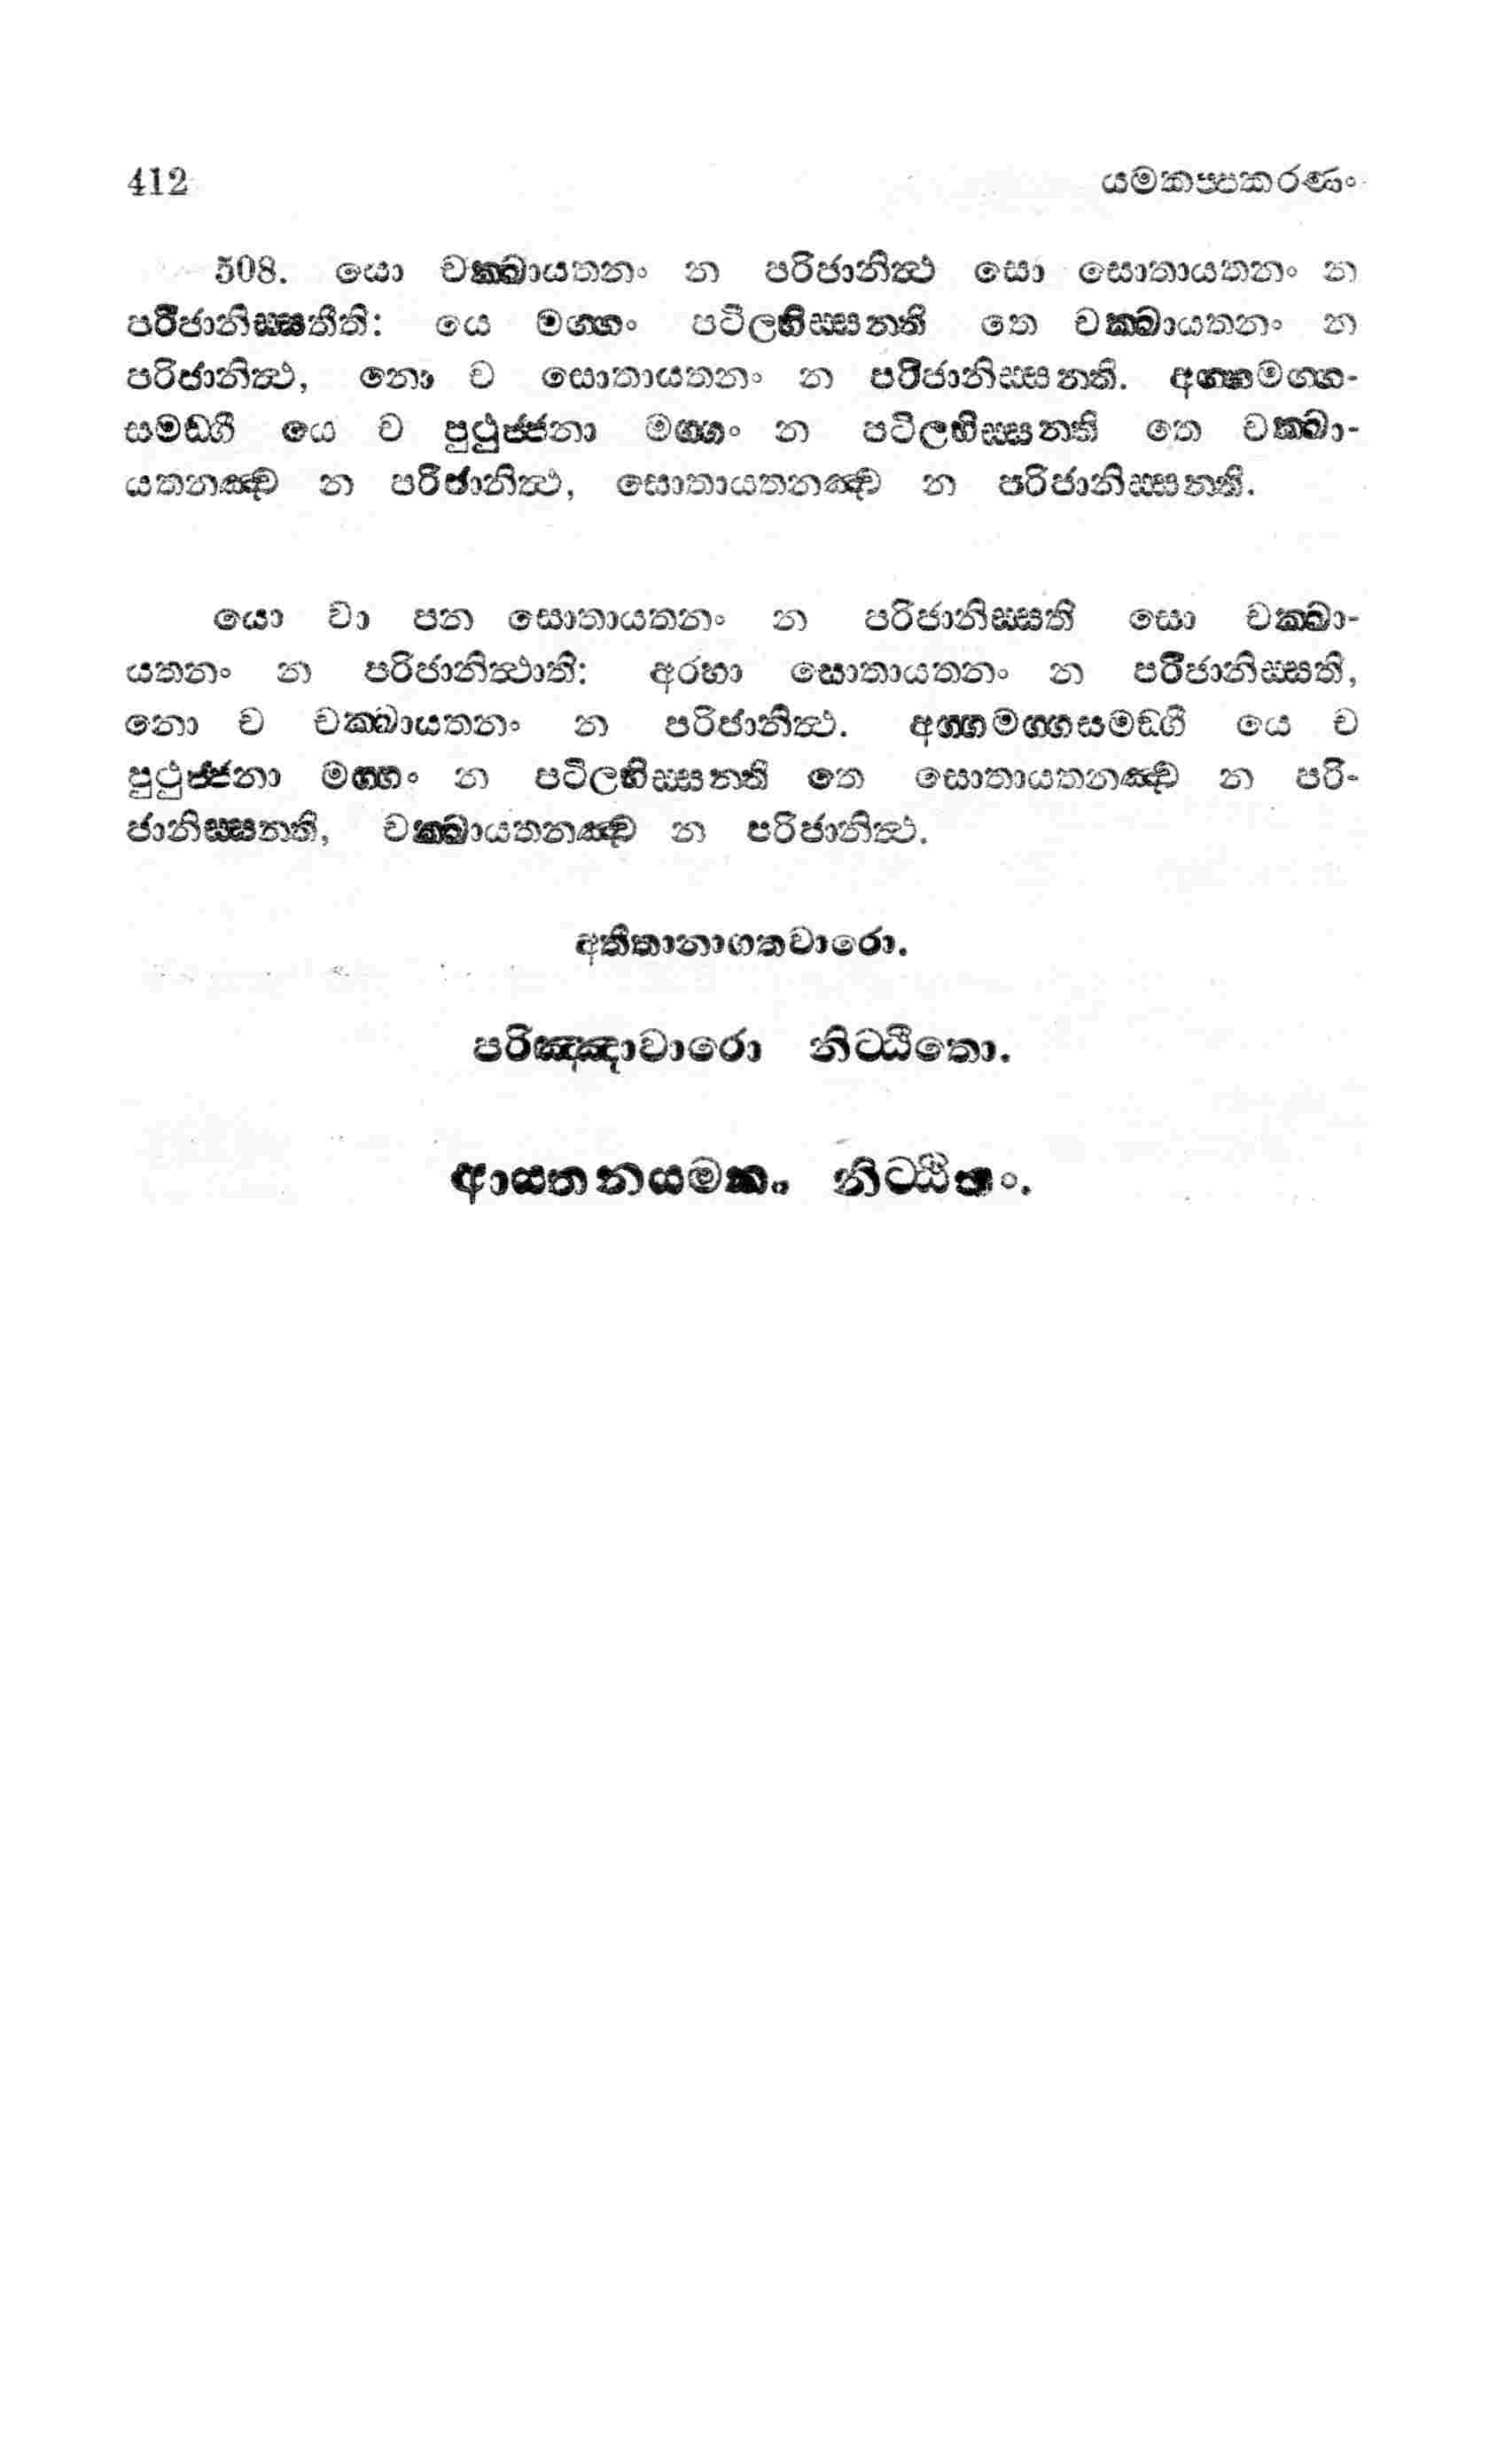 412 යමකප්පකරණං
508. යො චක්ඛායතනං න පරිජානිත්ථ සො සොතායතනං න
පරිජානිස්සතීති: යෙ මග්ගං පටිලභිස්සන්ති තෙ චක්ඛායතනං න
පරිජානිත්ථ, නො ච සොතායතනං න පරිජානිස්සන්ති. අග්ගමග්ග-
සමඞ්ගී යෙ ච පුථුජ්ජනා මග්ගං න පටිලභිස්සන්ති තෙ චක්ඛා-
යතනඤ්ච න පරිජානිත්ථ, සොතායතනඤ්ච න පරිජානිස්සන්ති.
යො වා පන සොතායතනං න පරිජානිස්සති සො චක්ඛා-
යතනං න පරිජානිත්ථාති: අරහා සොතායතනං න පරිජානිස්සති,
නො ච චක්ඛායතනං න පරිජානිත්ථ. අග්ගමග්ගසමඞ්ගී යෙ ච
පුථුජ්ජනා මග්ගං න පටිලභිස්සන්ති තෙ සොතායතනඤ්ච න පරි-
ජානිස්සන්ති, චක්ඛායතනඤ්ච න පරිජානිත්ථ.
අතීතානාගතවාරො.
පරිඤ්ඤාවාරො නිට්ඨිතො.
ආයතනයමකං නිට්ඨිතං.